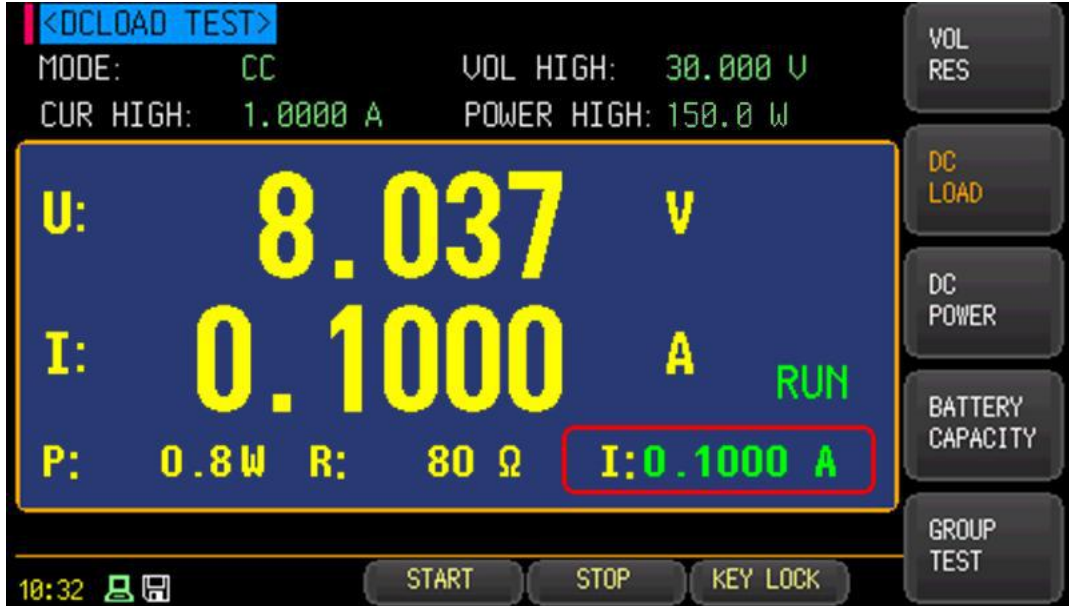 <DCLOAD TEST>
MODE: CC VOL HIGH: 30.000 V
CUR HIGH: 1.0000 A POWER HIGH: 150.0 W
U: 8.037 V
I: 0.1000 A
RUN
P: 0.8W R: 80 Ω I:0.1000 A
10:32
START STOP KEY LOCK
VOL
RES
DC
LOAD
DC
POWER
BATTERY
CAPACITY
GROUP
TEST